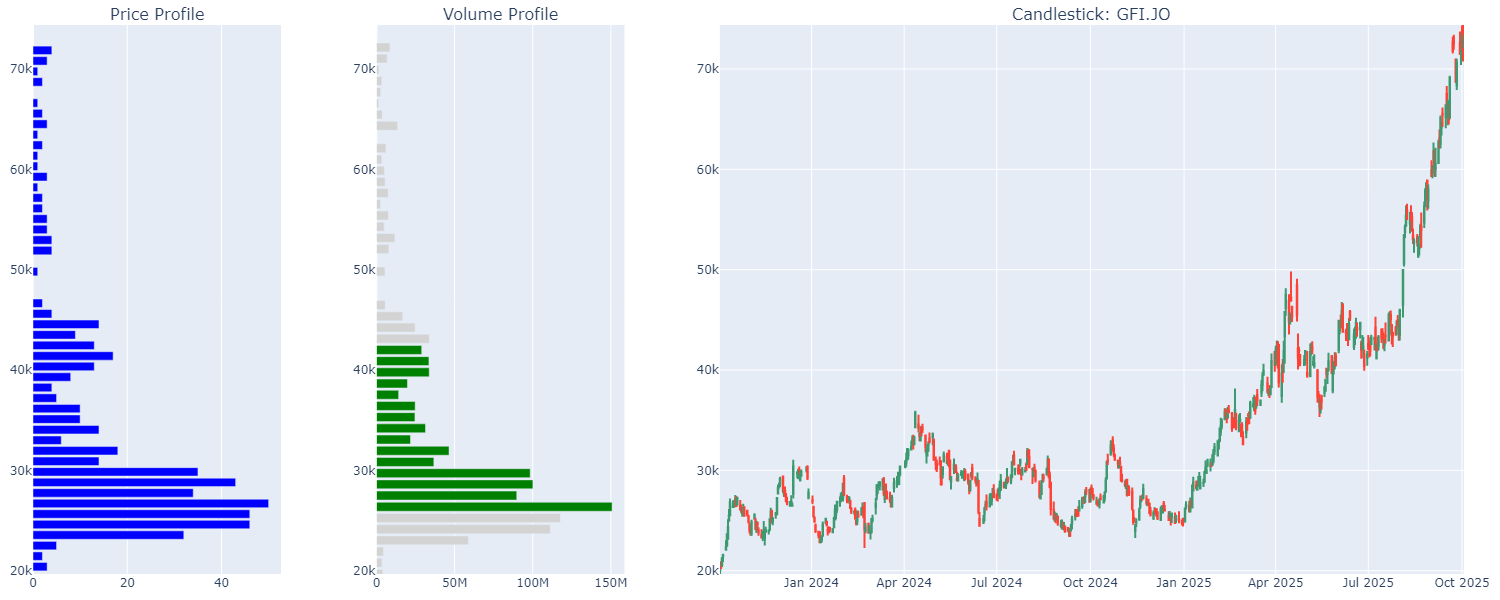 Price Profile
Volume Profile
Candlestick: GFI.JO
70k
60k
50k
40k
30k
20k
0
20
40
70k
60k
50k
40k
30k
20k
0
50M
100M
150M
70k
60k
50k
40k
30k
20k
Jan 2024
Apr 2024
Jul 2024
Oct 2024
Jan 2025
Apr 2025
Jul 2025
Oct 2025